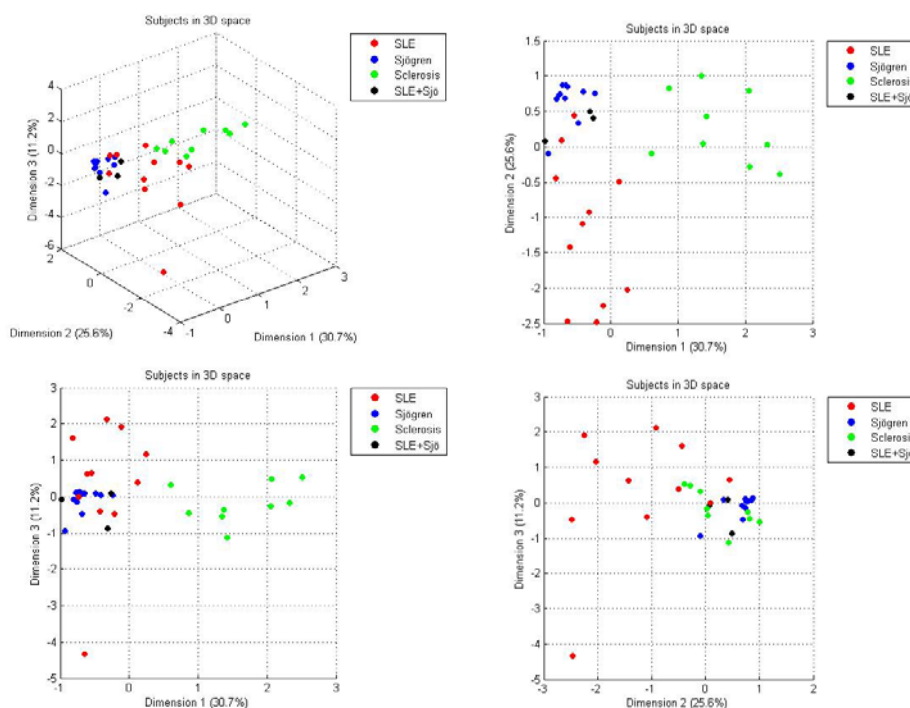 Subjects in 3D space
SLE
Sjögren
Sclerosis
SLE+Sjö
4
2
0
-2
-4
-6
Dimension 3 (11.2%)
2
0
-2
-4
Dimension 2 (25.6%)
-1
0
1
2
3
Dimension 1 (30.7%)
Subjects in 3D space
SLE
Sjögren
Sclerosis
SLE+Sjö
1.5
1
0.5
0
-0.5
-1
-1.5
-2
-2.5
Dimension 2 (25.6%)
-1 0 1 2 3
Dimension 1 (30.7%)
Subjects in 3D space
SLE
Sjögren
Sclerosis
SLE+Sjö
3
2
1
0
-1
-2
-3
-4
-5
Dimension 3 (11.2%)
-1 0 1 2 3
Dimension 1 (30.7%)
Subjects in 3D space
SLE
Sjögren
Sclerosis
SLE+Sjö
3
2
1
0
-1
-2
-3
-4
-5
Dimension 3 (11.2%)
-3 -2 -1 0 1 2
Dimension 2 (25.6%)